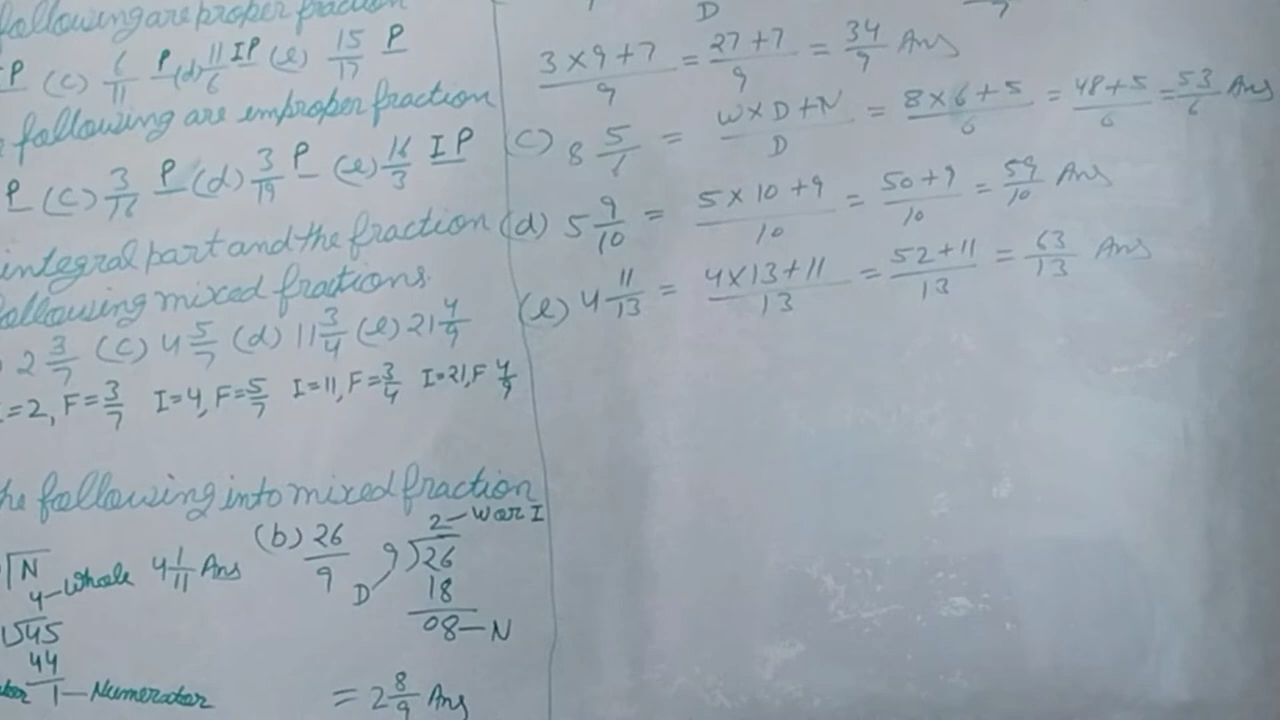 following are proper fraction
P (c) 6/11 P (d) 11/6 IP (e) 15/17 P
following are emproper fraction
P (c) 3/16 P (d) 3/19 P (e) 16/3 IP
integral part and the fraction
following mixed fractions.
2 3/7 (c) 4 5/7 (d) 11 3/4 (e) 21 4/9
=2, F=3/7 I=4, F=5/7 I=11, F=3/4 I=21, F 4/9
he following into mixed fraction
N
4-Whole 4 1/11 Ans
45
44
1-Numerator
(b) 26/9
2-W or I
D 9)26
18
08-N
= 2 8/9 Ans
D
3×9+7/9 = 27+7/9 = 34/9 Ans
(c) 8 5/6 = W×D+N/D = 8×6+5/6 = 48+5/6 = 53/6 Ans
(d) 5 9/10 = 5×10+9/10 = 50+9/10 = 59/10 Ans
(e) 4 11/13 = 4×13+11/13 = 52+11/13 = 63/13 Ans